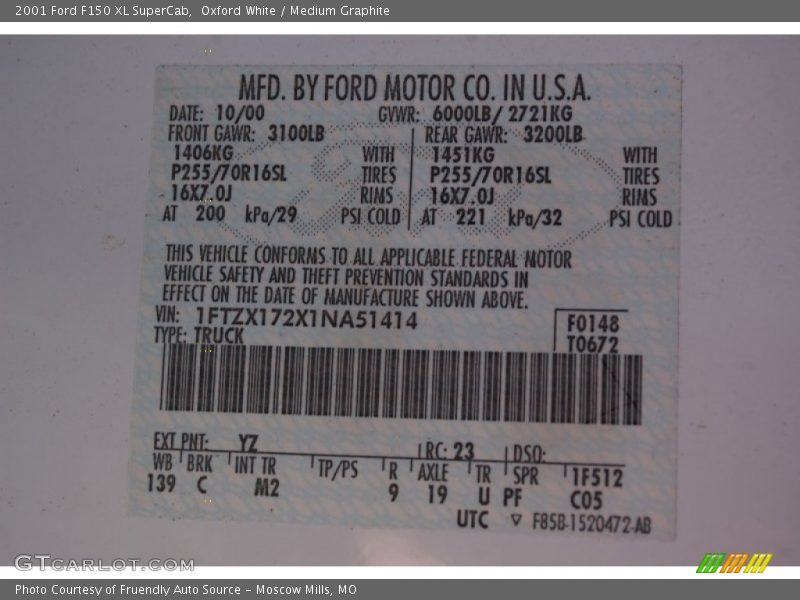 2001 Ford F150 XL SuperCab, Oxford White / Medium Graphite
MFD. BY FORD MOTOR CO. IN U.S.A.
DATE: 10/00 GVWR: 6000LB/ 2721KG
FRONT GAWR: 3100LB REAR GAWR: 3200LB
1406KG WITH 1451KG WITH
P255/70R16SL TIRES P255/70R16SL TIRES
16X7.0J RIMS 16X7.0J RIMS
AT 200 kPa/29 PSI COLD AT 221 kPa/32 PSI COLD
THIS VEHICLE CONFORMS TO ALL APPLICABLE FEDERAL MOTOR
VEHICLE SAFETY AND THEFT PREVENTION STANDARDS IN
EFFECT ON THE DATE OF MANUFACTURE SHOWN ABOVE.
VIN: 1FTZX172X1NA51414 F0148
TYPE: TRUCK T0672
EXT PNT: YZ RC: 23 DSO:
WB BRK INT TR TP/PS R AXLE TR SPR 1F512
139 C M2 9 19 U PF C05
UTC ▽ F85B-1520472-AB
GTCARLOT.COM
Photo Courtesy of Fruendly Auto Source - Moscow Mills, MO